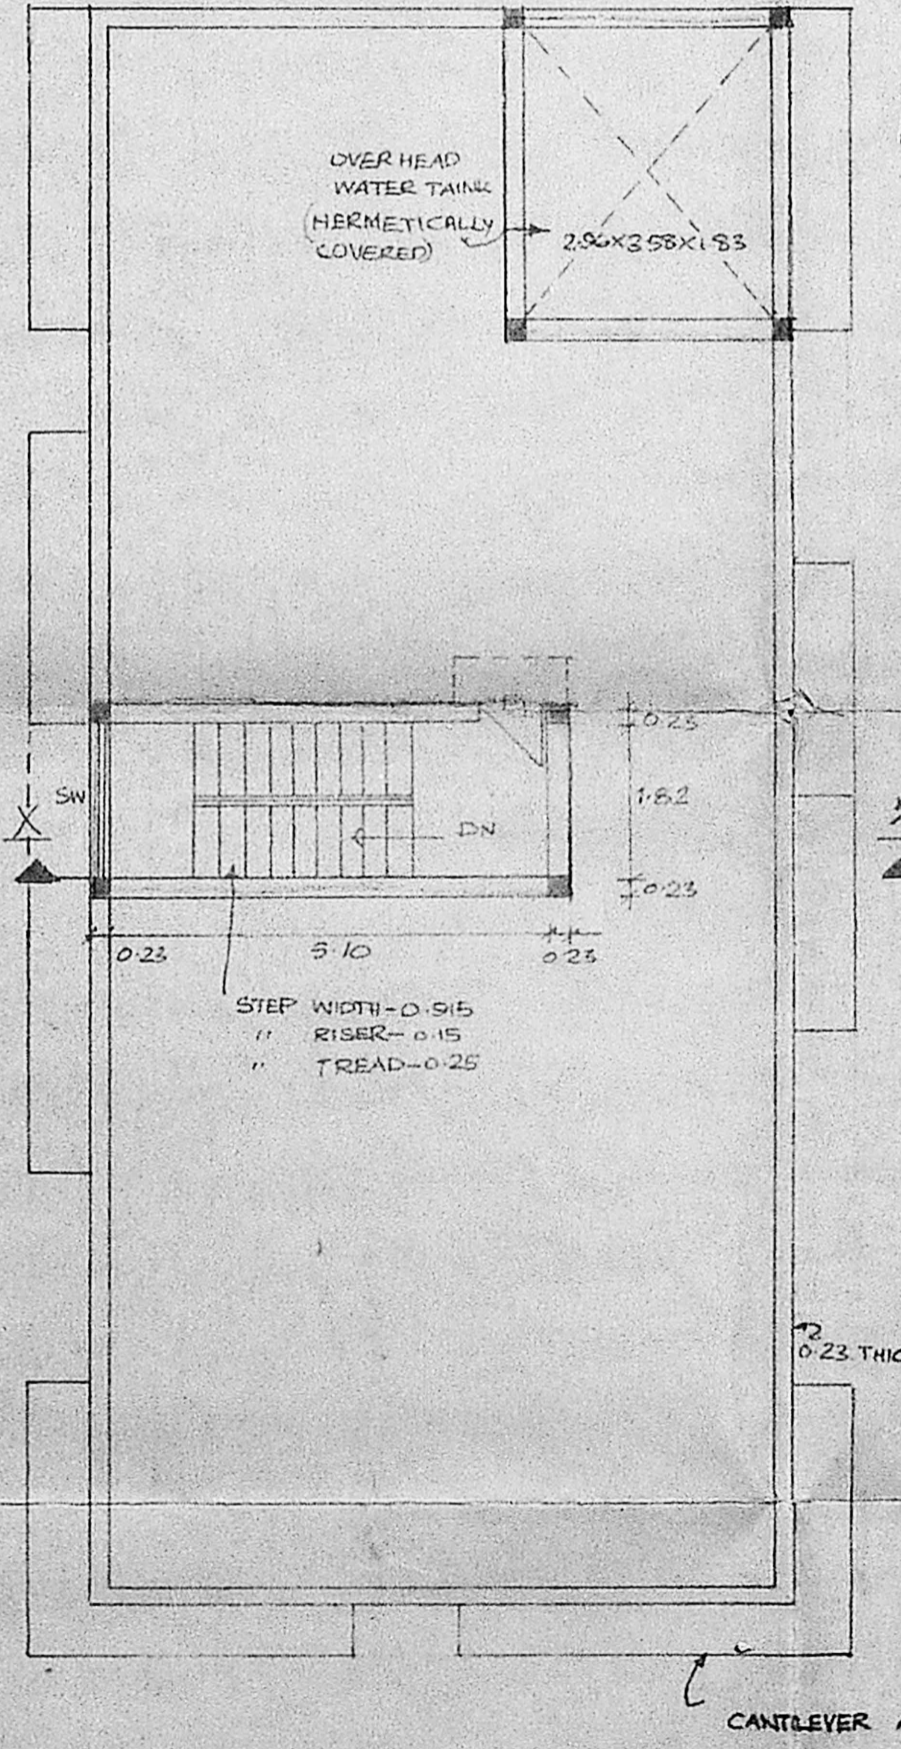 OVER HEAD
WATER TAINK
(HERMETICALLY
COVERED)
2.96X3.58X1.83
0.23
SW
1.82
X
DN
0.23
0.23
5.10
0.23
STEP WIDTH-0.915
" RISER-0.15
" TREAD-0.25
0.23 THIC
CANTILEVER